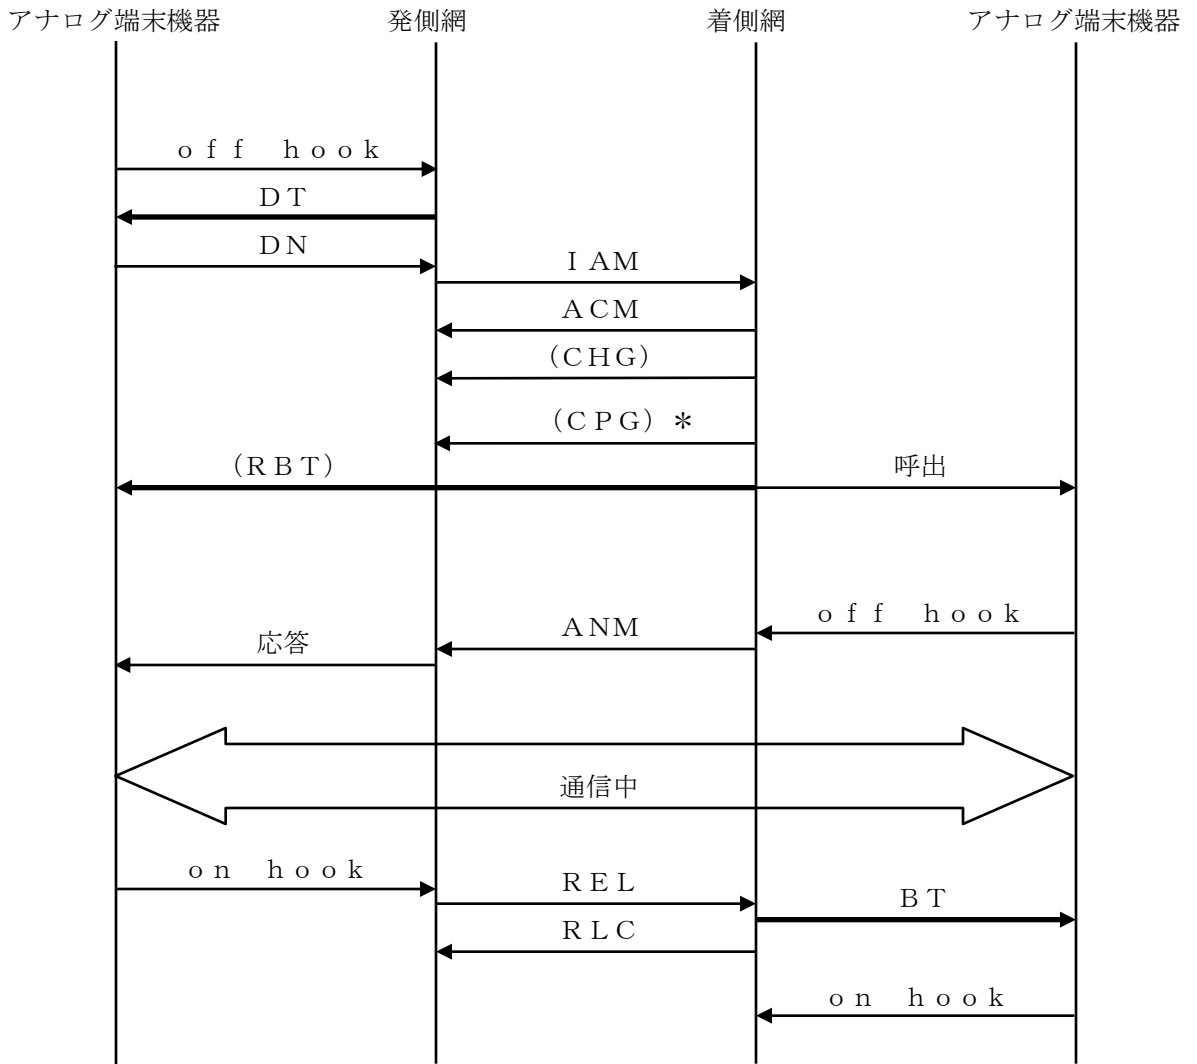 アナログ端末機器 発側網 着側網 アナログ端末機器
ｏｆｆ ｈｏｏｋ
ＤＴ
ＤＮ
ＩＡＭ
ＡＣＭ
（ＣＨＧ）
（ＣＰＧ）＊
（ＲＢＴ） 呼出
ｏｆｆ ｈｏｏｋ
ＡＮＭ
応答
通信中
ｏｎ ｈｏｏｋ
ＲＥＬ
ＢＴ
ＲＬＣ
ｏｎ ｈｏｏｋ